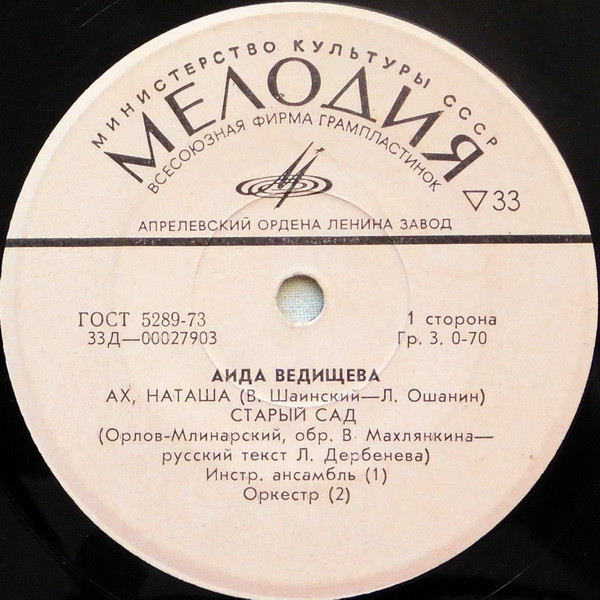 МИНИСТЕРСТВО КУЛЬТУРЫ СССР
МЕЛОДИЯ
ВСЕСОЮЗНАЯ ФИРМА ГРАМПЛАСТИНОК
33
АПРЕЛЕВСКИЙ ОРДЕНА ЛЕНИНА ЗАВОД
ГОСТ 5289-73
1 сторона
33Д—00027903
Гр. 3. 0-70
АИДА ВЕДИЩЕВА
АХ, НАТАША (В. Шаинский—Л. Ошанин)
СТАРЫЙ САД
(Орлов-Млинарский, обр. В. Махлянкина—
русский текст Л. Дербенева)
Инстр. ансамбль (1)
Оркестр (2)